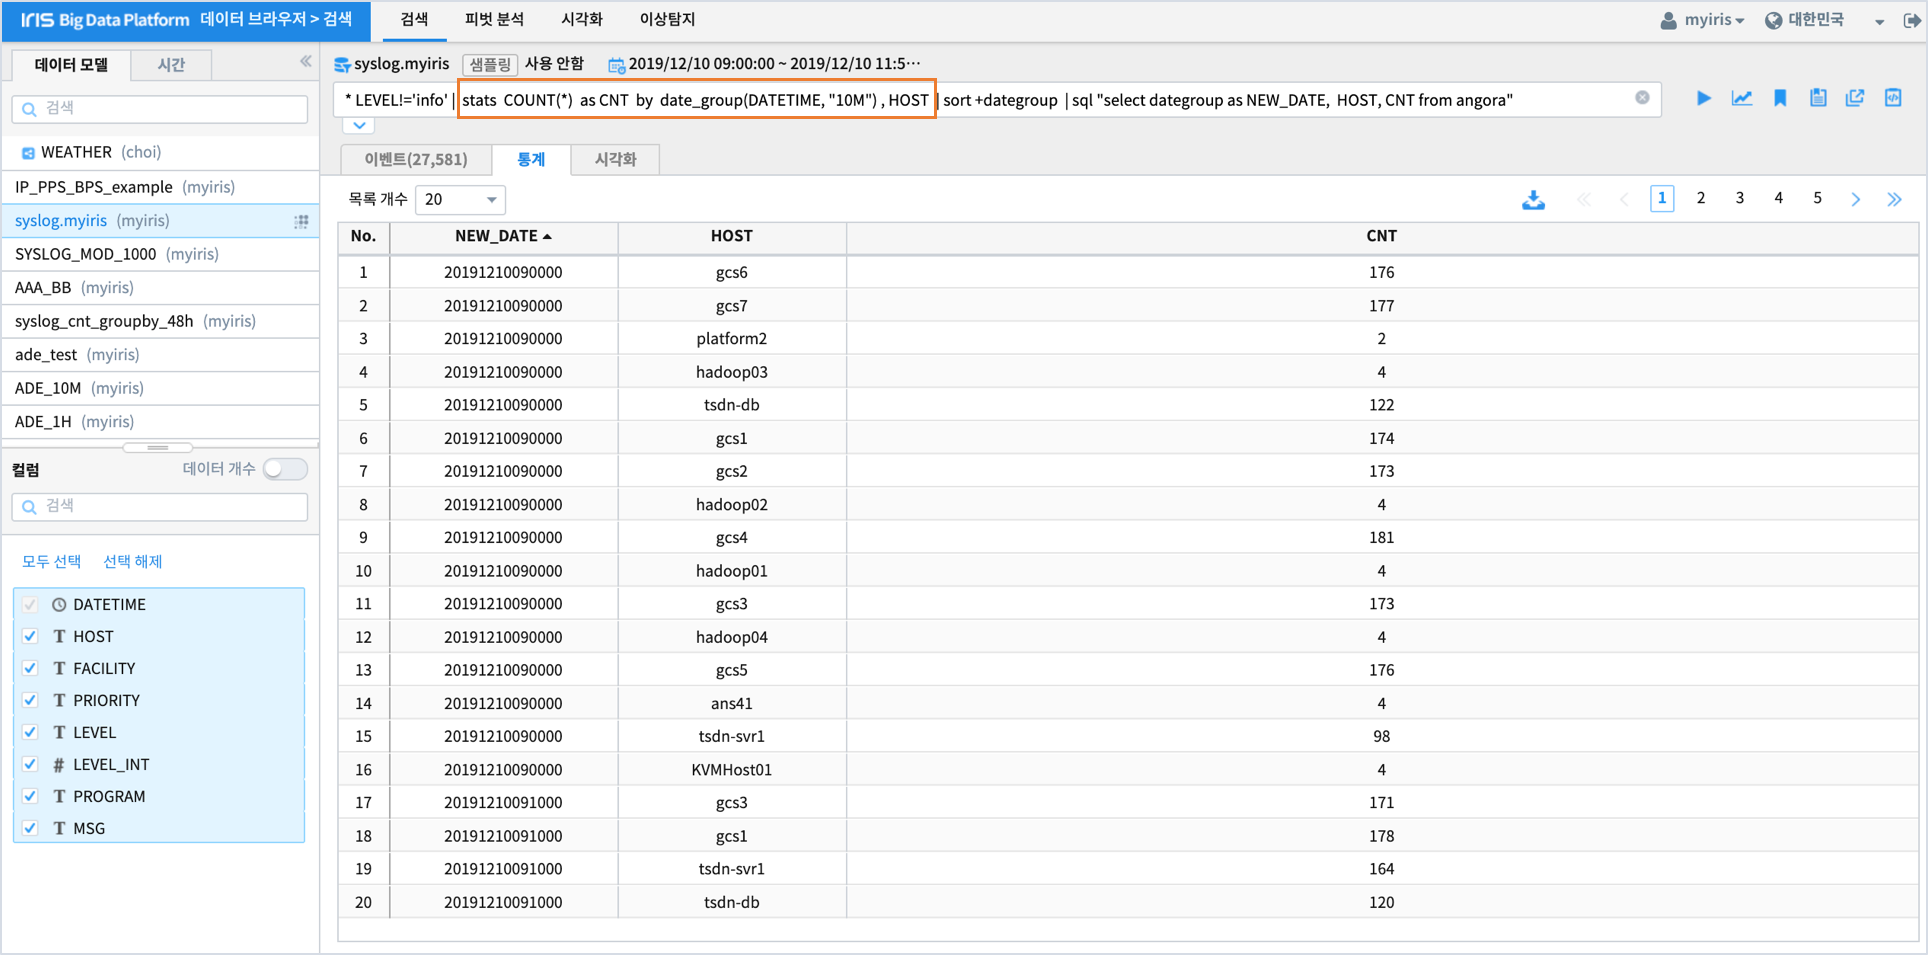 IRIS Big Data Platform 데이터 브라우저 > 검색 검색 피벗 분석 시각화 이상탐지 myiris 대한민국
데이터 모델 시간
검색
WEATHER (choi)
IP_PPS_BPS_example (myiris)
syslog.myiris (myiris)
SYSLOG_MOD_1000 (myiris)
AAA_BB (myiris)
syslog_cnt_groupby_48h (myiris)
ade_test (myiris)
ADE_10M (myiris)
ADE_1H (myiris)
컬럼 데이터 개수
검색
모두 선택 선택 해제
DATETIME
T HOST
T FACILITY
T PRIORITY
T LEVEL
# LEVEL_INT
T PROGRAM
T MSG
syslog.myiris 샘플링 사용 안함 2019/12/10 09:00:00 ~ 2019/12/10 11:5···
* LEVEL!='info' | stats COUNT(*) as CNT by date_group(DATETIME, "10M") , HOST | sort +dategroup | sql "select dategroup as NEW_DATE, HOST, CNT from angora"
이벤트(27,581) 통계 시각화
목록 개수 20 1 2 3 4 5
No. NEW_DATE HOST CNT
1 20191210090000 gcs6 176
2 20191210090000 gcs7 177
3 20191210090000 platform2 2
4 20191210090000 hadoop03 4
5 20191210090000 tsdn-db 122
6 20191210090000 gcs1 174
7 20191210090000 gcs2 173
8 20191210090000 hadoop02 4
9 20191210090000 gcs4 181
10 20191210090000 hadoop01 4
11 20191210090000 gcs3 173
12 20191210090000 hadoop04 4
13 20191210090000 gcs5 176
14 20191210090000 ans41 4
15 20191210090000 tsdn-svr1 98
16 20191210090000 KVMHost01 4
17 20191210091000 gcs3 171
18 20191210091000 gcs1 178
19 20191210091000 tsdn-svr1 164
20 20191210091000 tsdn-db 120